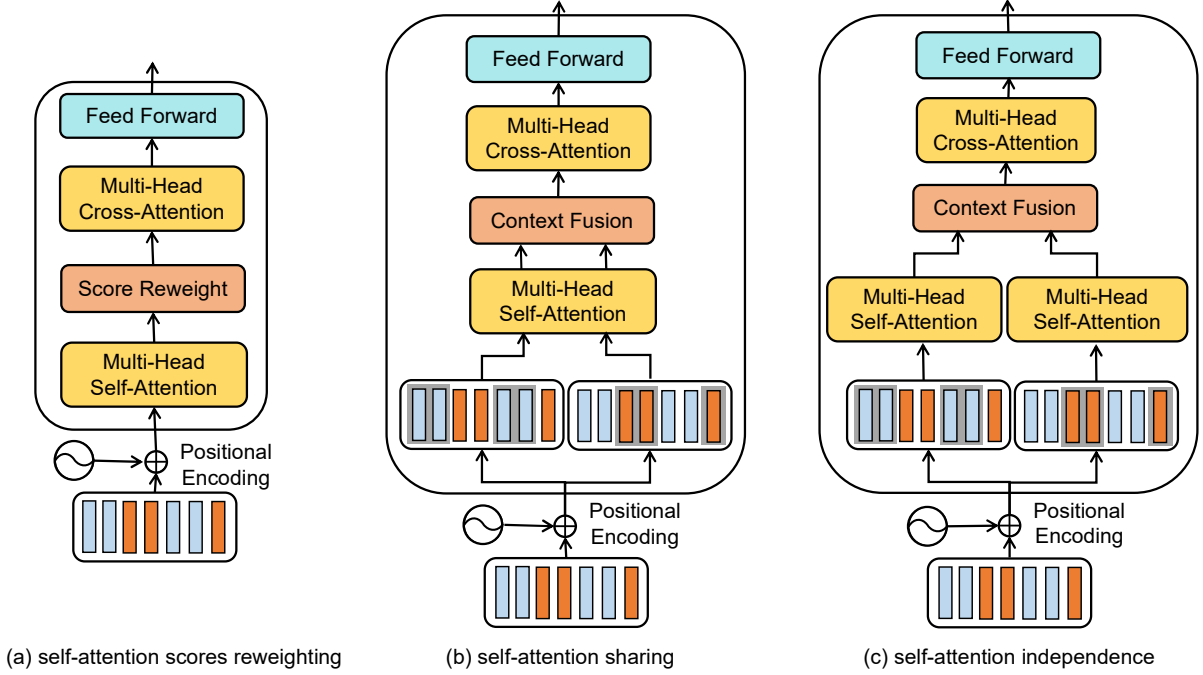 Feed Forward
Multi-Head
Cross-Attention
Score Reweight
Multi-Head
Self-Attention
Positional
Encoding
(a) self-attention scores reweighting
Feed Forward
Multi-Head
Cross-Attention
Context Fusion
Multi-Head
Self-Attention
Positional
Encoding
(b) self-attention sharing
Feed Forward
Multi-Head
Cross-Attention
Context Fusion
Multi-Head
Self-Attention
Multi-Head
Self-Attention
Positional
Encoding
(c) self-attention independence